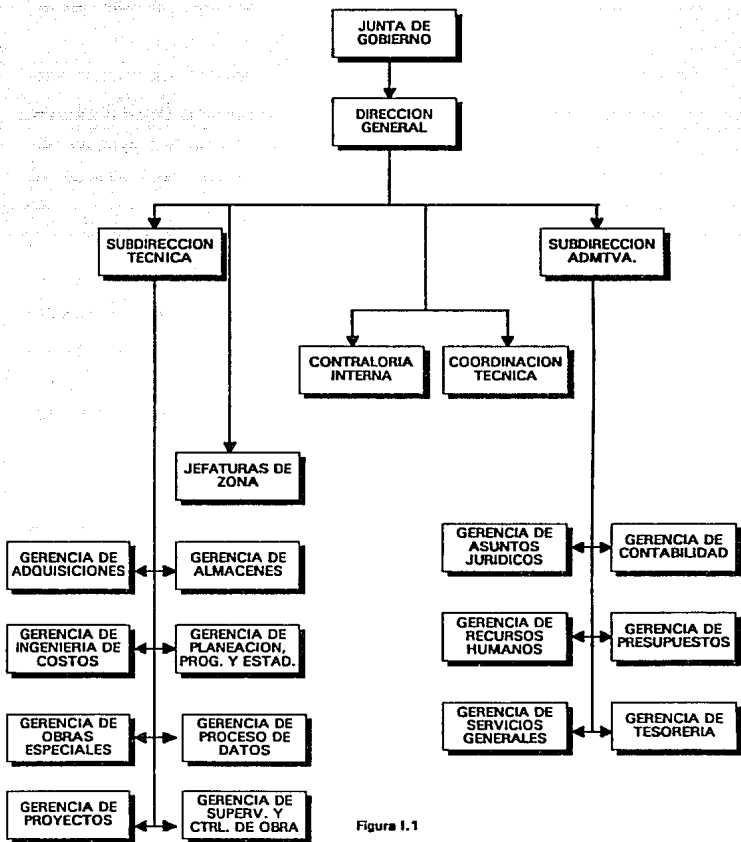 JUNTA DE
GOBIERNO
DIRECCION
GENERAL
SUBDIRECCION
TECNICA
SUBDIRECCION
ADMTVA.
CONTRALORIA
INTERNA
COORDINACION
TECNICA
JEFATURAS DE
ZONA
GERENCIA DE
ADQUISICIONES
GERENCIA DE
ALMACENES
GERENCIA DE
INGENIERIA DE
COSTOS
GERENCIA DE
PLANEACION,
PROG. Y ESTAD.
GERENCIA DE
OBRAS
ESPECIALES
GERENCIA DE
PROCESO DE
DATOS
GERENCIA DE
PROYECTOS
GERENCIA DE
SUPERV. Y
CTRL. DE OBRA
GERENCIA DE
ASUNTOS
JURIDICOS
GERENCIA DE
CONTABILIDAD
GERENCIA DE
RECURSOS
HUMANOS
GERENCIA DE
PRESUPUESTOS
GERENCIA DE
SERVICIOS
GENERALES
GERENCIA DE
TESORERIA
Figura I.1